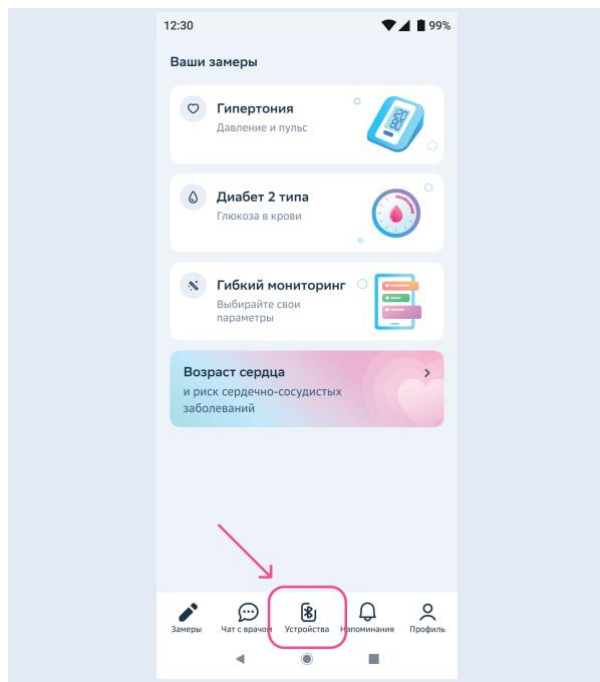 12:30
99%
Ваши замеры
Гипертония
Давление и пульс
Диабет 2 типа
Глюкоза в крови
Гибкий мониторинг
Выбирайте свои
параметры
Возраст сердца
и риск сердечно-сосудистых
заболеваний
Замеры
Чат с врачом
Устройства
Напоминания
Профиль